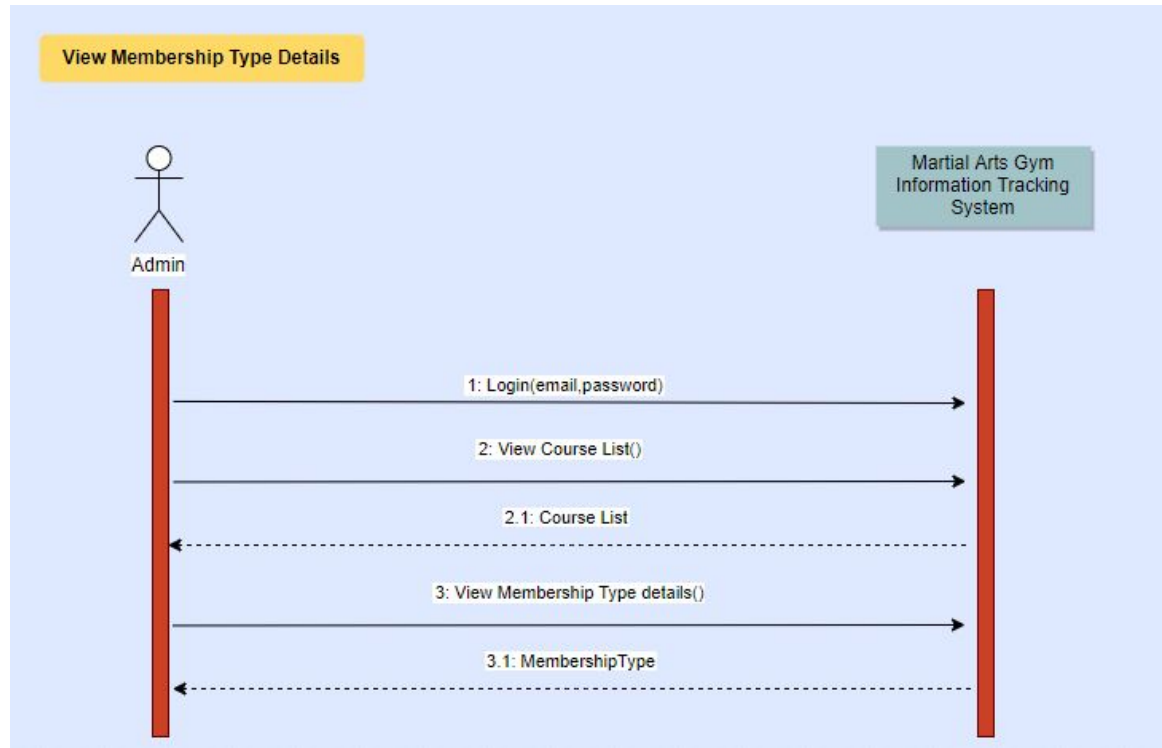 View Membership Type Details
Martial Arts Gym
Information Tracking
System
Admin
1: Login(email,password)
2: View Course List()
2.1: Course List
3: View Membership Type details()
3.1: MembershipType